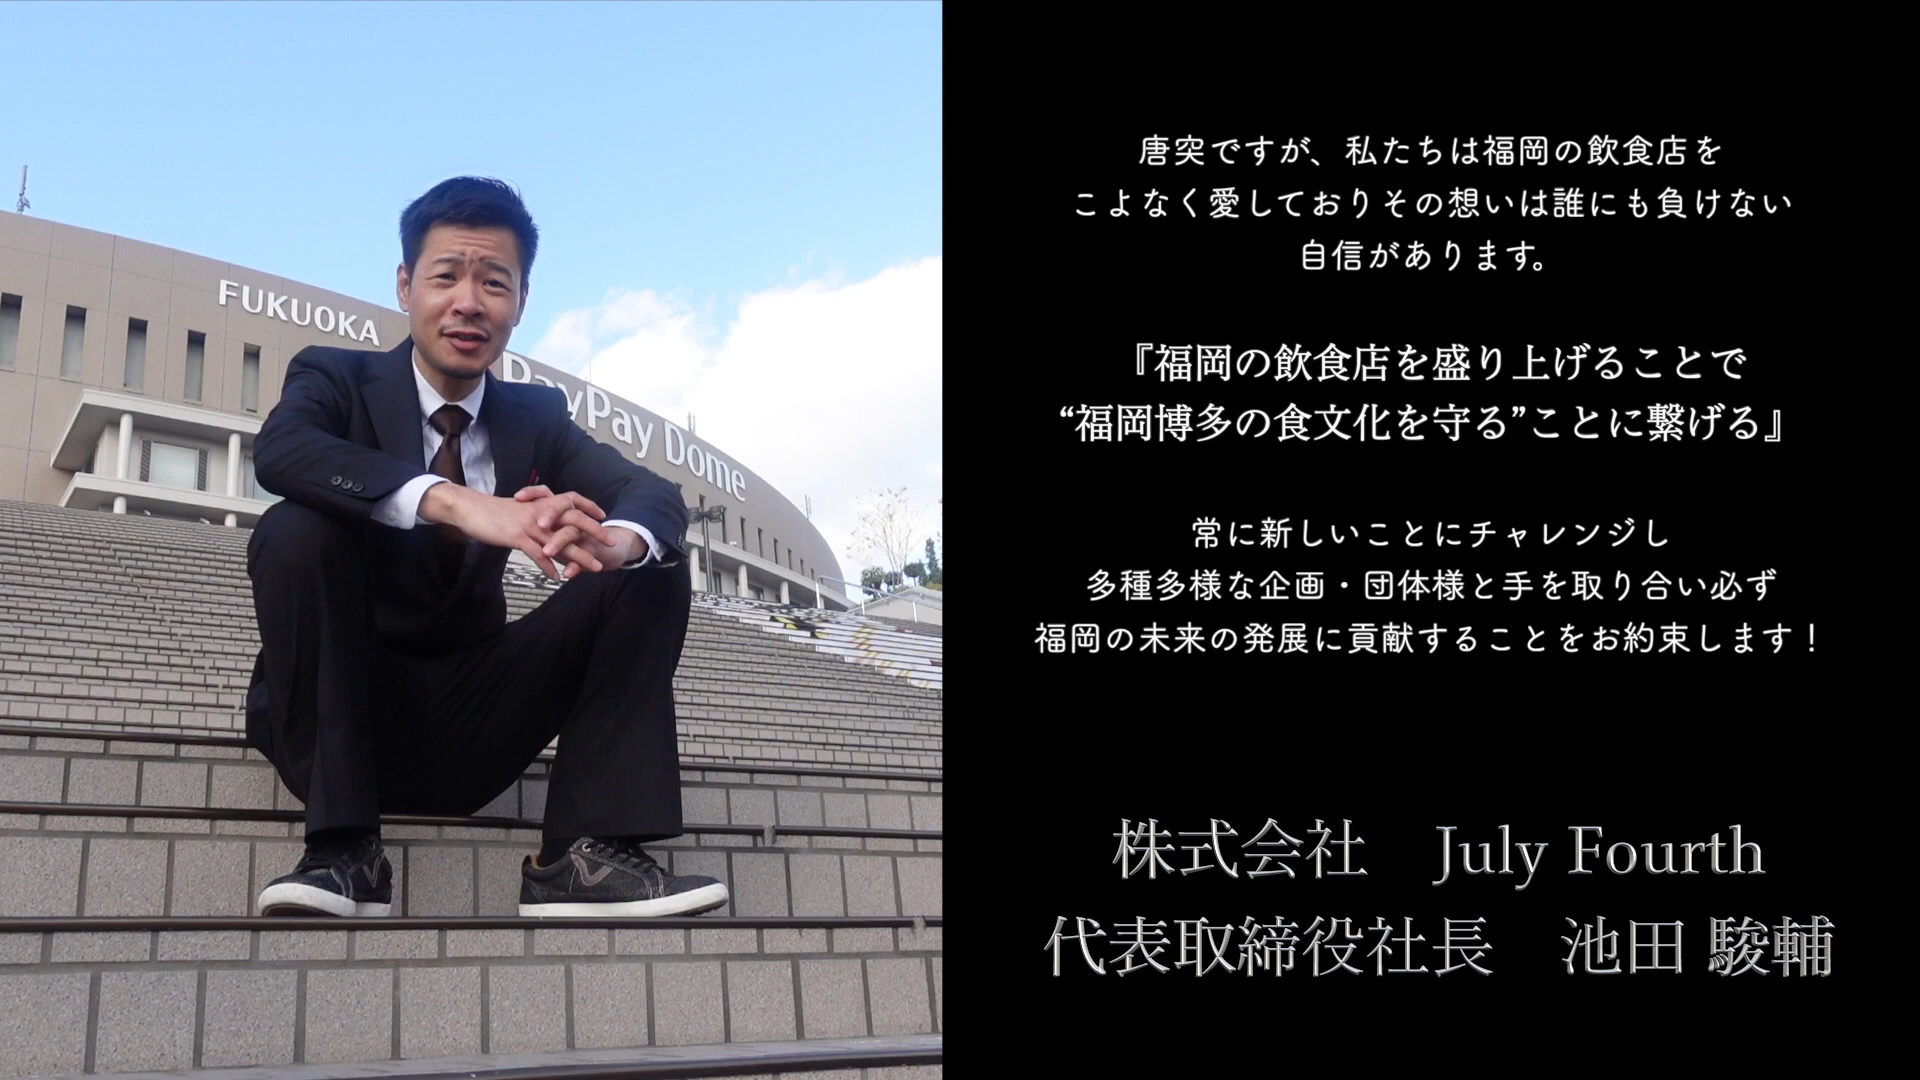 FUKUOKA
PayPay Dome
唐突ですが、私たちは福岡の飲食店を
こよなく愛しておりその想いは誰にも負けない
自信があります。
『福岡の飲食店を盛り上げることで
“福岡博多の食文化を守る”ことに繋げる』
常に新しいことにチャレンジし
多種多様な企画・団体様と手を取り合い必ず
福岡の未来の発展に貢献することをお約束します！
株式会社　July Fourth
代表取締役社長　池田 駿輔